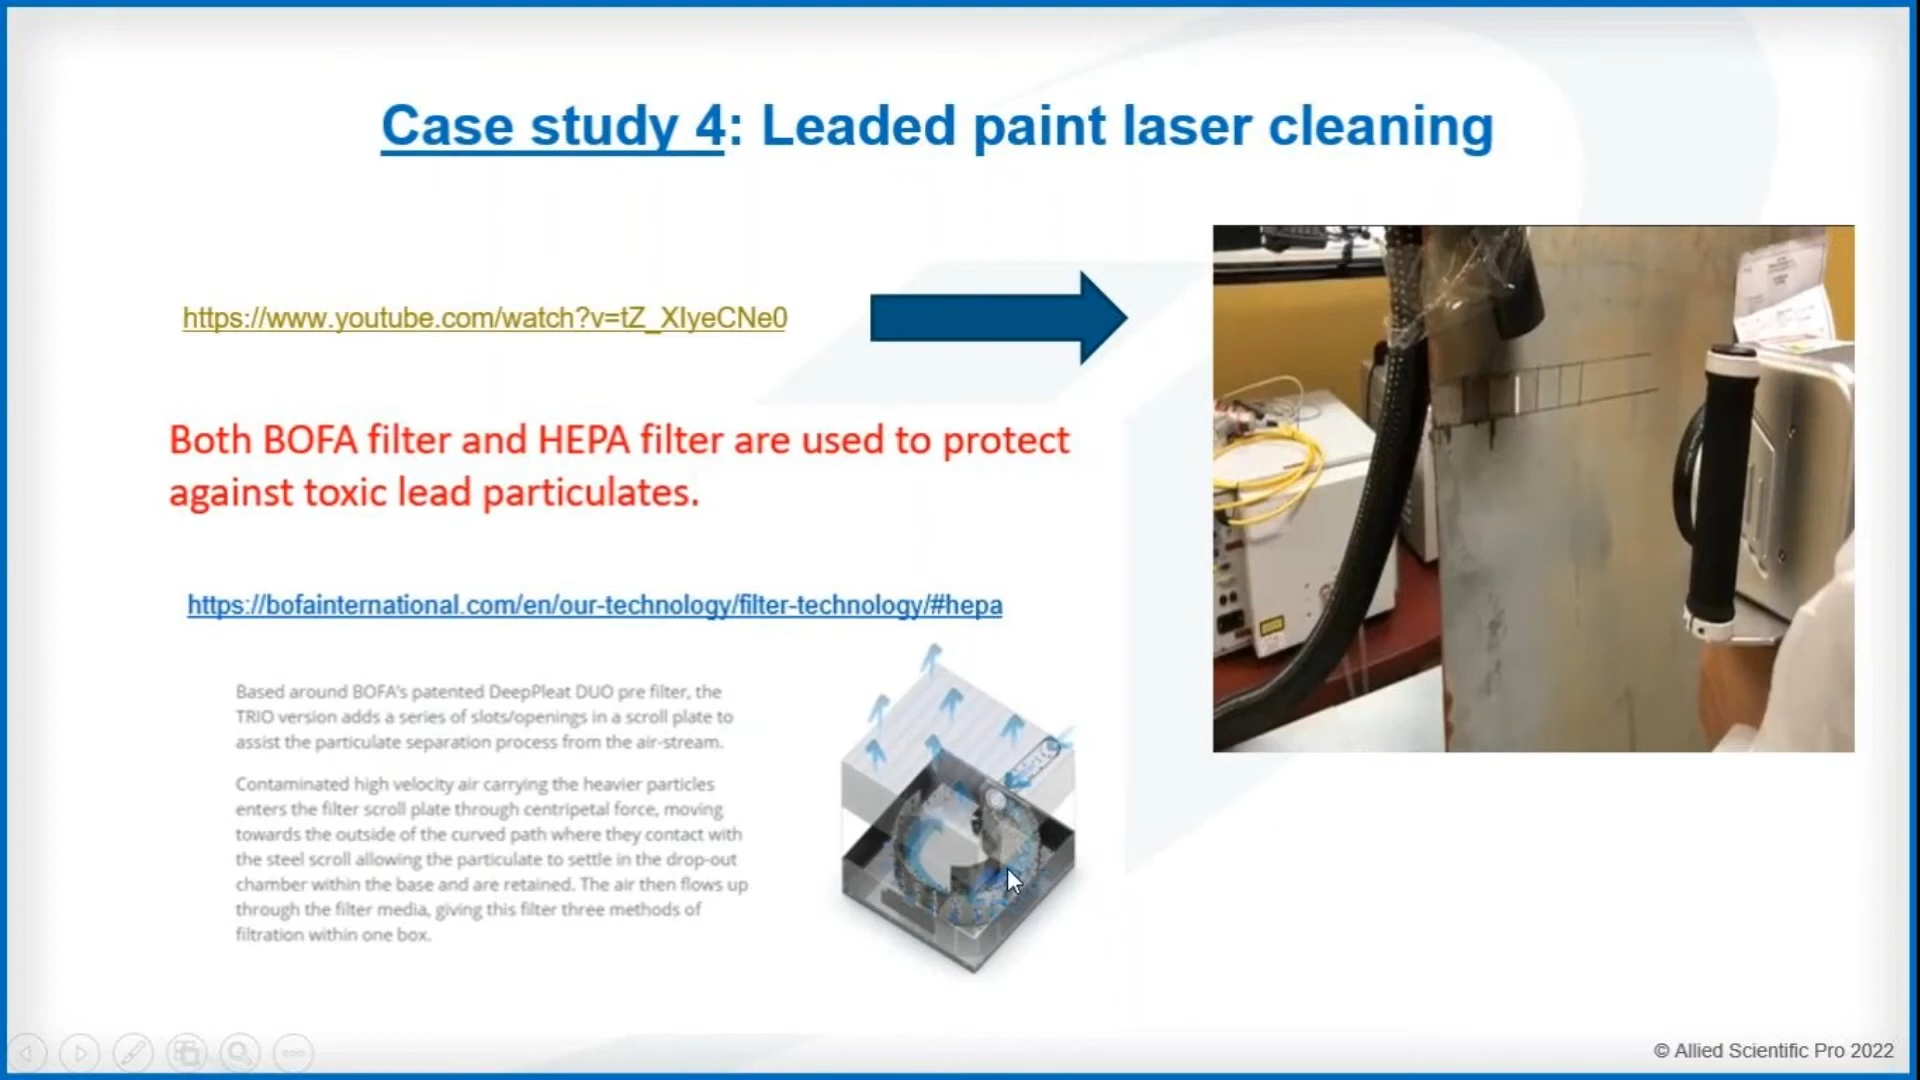 Case study 4: Leaded paint laser cleaning
https://www.youtube.com/watch?v=tZ_XIyeCNe0
Both BOFA filter and HEPA filter are used to protect
against toxic lead particulates.
https://bofainternational.com/en/our-technology/filter-technology/#hepa
Based around BOFA's patented DeepPleat DUO pre filter, the
TRIO version adds a series of slots/openings in a scroll plate to
assist the particulate separation process from the air-stream.
Contaminated high velocity air carrying the heavier particles
enters the filter scroll plate through centripetal force, moving
towards the outside of the curved path where they contact with
the steel scroll allowing the particulate to settle in the drop-out
chamber within the base and are retained. The air then flows up
through the filter media, giving this filter three methods of
filtration within one box.
© Allied Scientific Pro 2022